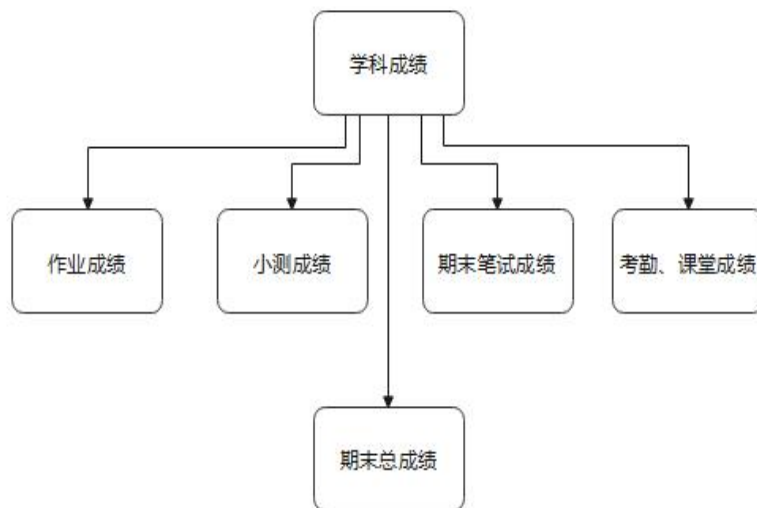 学科成绩
作业成绩
小测成绩
期末笔试成绩
考勤、课堂成绩
期末总成绩